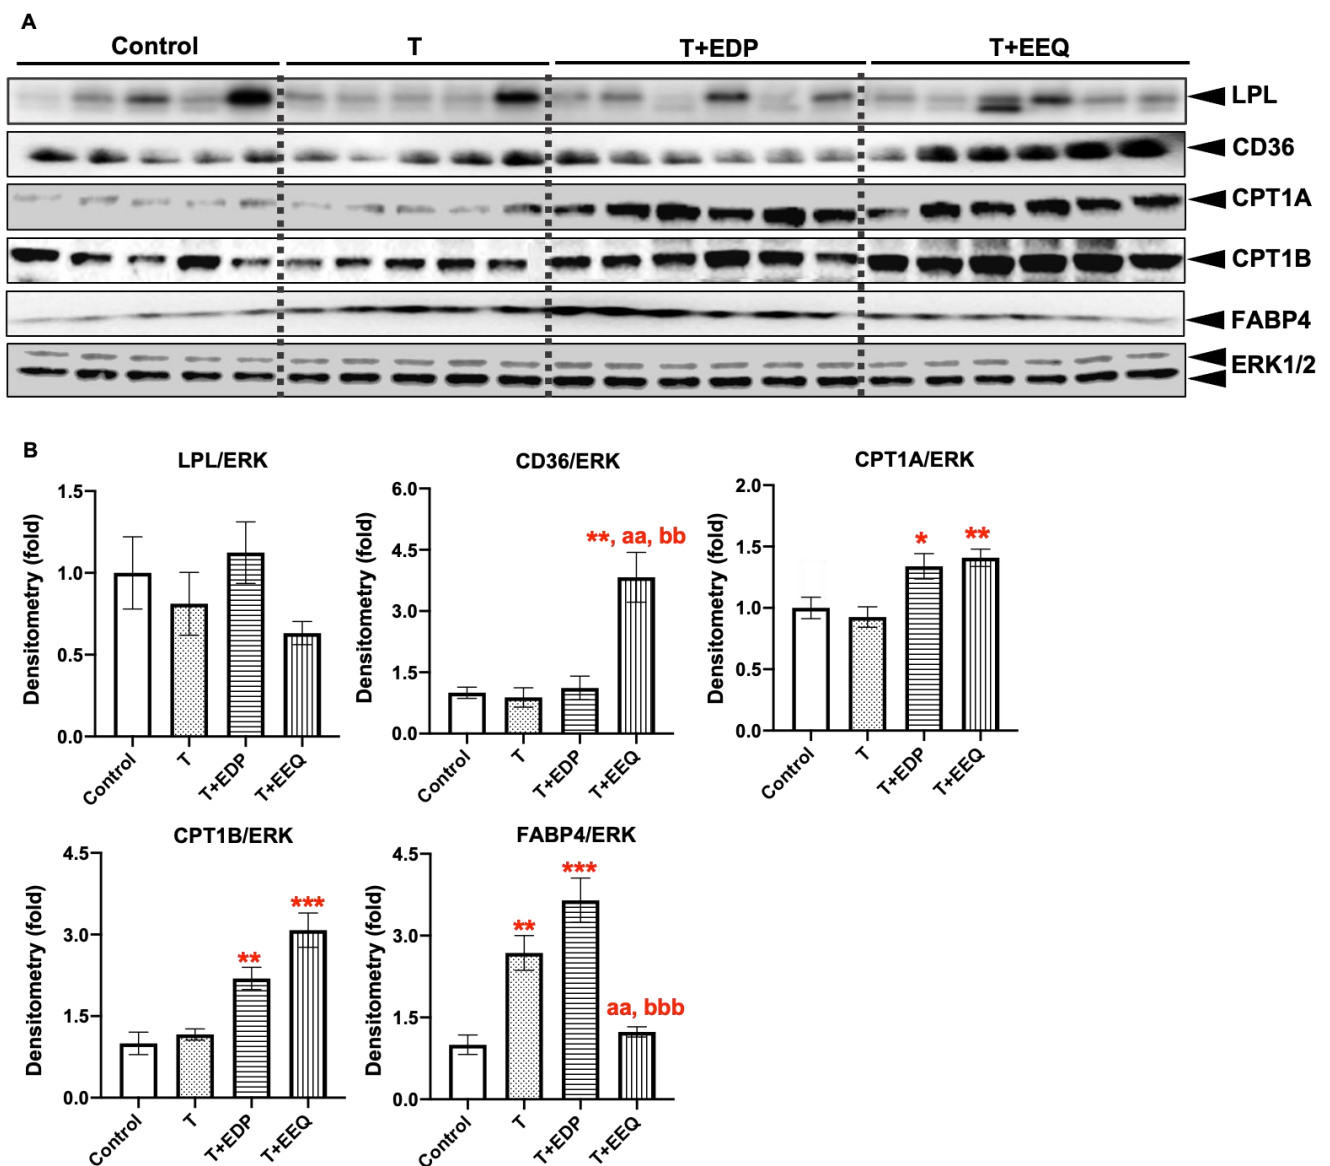 A
Control T T+EDP T+EEQ
LPL
CD36
CPT1A
CPT1B
FABP4
ERK1/2
B
LPL/ERK
Densitometry (fold)
1.5
1.0
0.5
0.0
Control T T+EDP T+EEQ
CD36/ERK
Densitometry (fold)
6.0
4.5
3.0
1.5
0.0
**, aa, bb
Control T T+EDP T+EEQ
CPT1A/ERK
Densitometry (fold)
2.0
1.5
1.0
0.5
0.0
* **
Control T T+EDP T+EEQ
CPT1B/ERK
Densitometry (fold)
4.5
3.0
1.5
0.0
** ***
Control T T+EDP T+EEQ
FABP4/ERK
Densitometry (fold)
4.5
3.0
1.5
0.0
** *** aa, bbb
Control T T+EDP T+EEQ